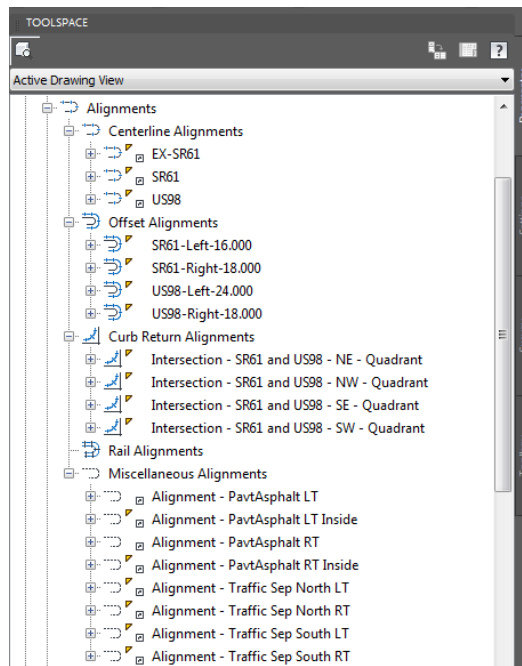 TOOLSPACE
?
Active Drawing View
Alignments
Centerline Alignments
EX-SR61
SR61
US98
Offset Alignments
SR61-Left-16.000
SR61-Right-18.000
US98-Left-24.000
US98-Right-18.000
Curb Return Alignments
Intersection - SR61 and US98 - NE - Quadrant
Intersection - SR61 and US98 - NW - Quadrant
Intersection - SR61 and US98 - SE - Quadrant
Intersection - SR61 and US98 - SW - Quadrant
Rail Alignments
Miscellaneous Alignments
Alignment - PavtAsphalt LT
Alignment - PavtAsphalt LT Inside
Alignment - PavtAsphalt RT
Alignment - PavtAsphalt RT Inside
Alignment - Traffic Sep North LT
Alignment - Traffic Sep North RT
Alignment - Traffic Sep South LT
Alignment - Traffic Sep South RT